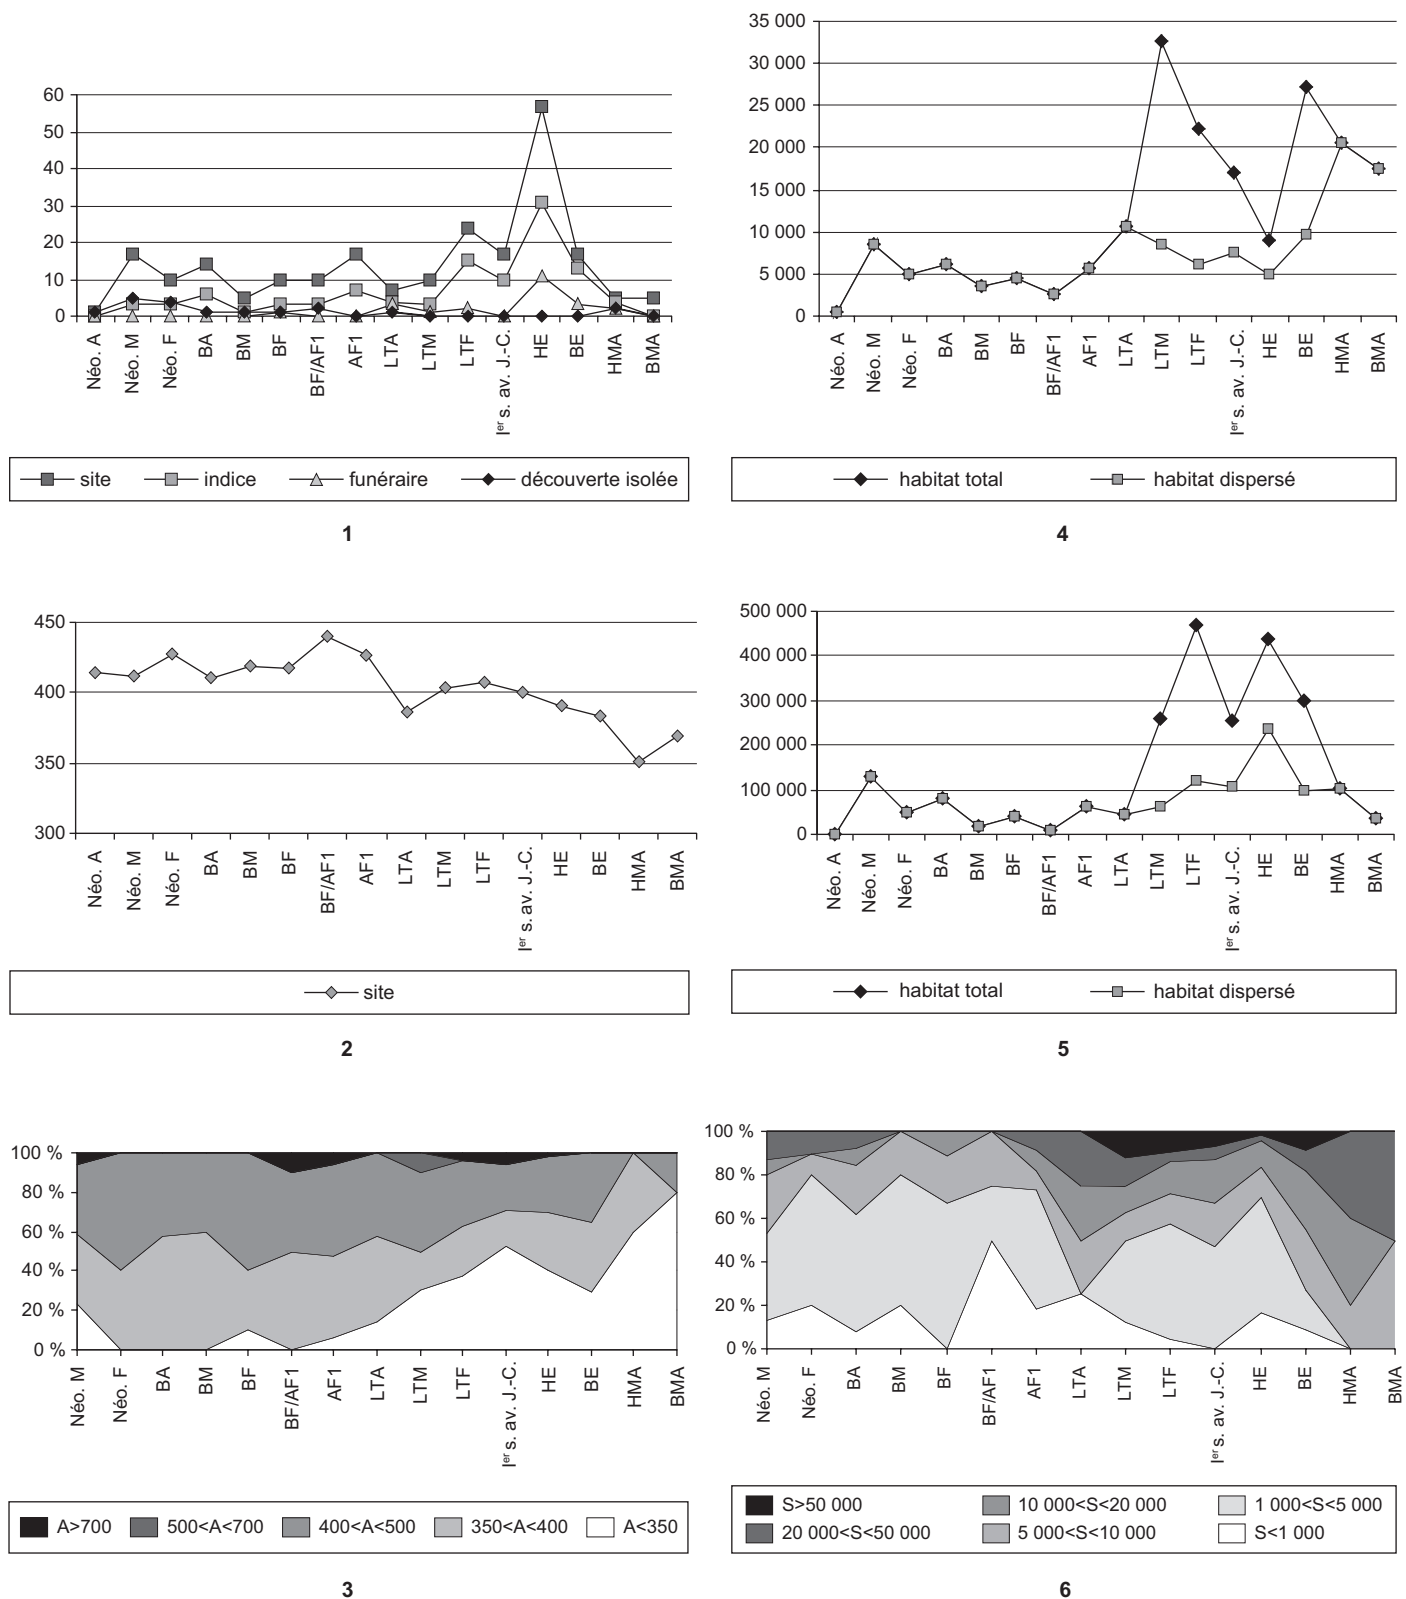 60
50
40
30
20
10
0
Néo. A
Néo. M
Néo. F
BA
BM
BF
BF/AF1
AF1
LTA
LTM
LTF
Ier s. av. J.-C.
HE
BE
HMA
BMA
site indice funéraire découverte isolée
1
35 000
30 000
25 000
20 000
15 000
10 000
5 000
0
Néo. A
Néo. M
Néo. F
BA
BM
BF
BF/AF1
AF1
LTA
LTM
LTF
Ier s. av. J.-C.
HE
BE
HMA
BMA
habitat total habitat dispersé
4
450
400
350
300
Néo. A
Néo. M
Néo. F
BA
BM
BF
BF/AF1
AF1
LTA
LTM
LTF
Ier s. av. J.-C.
HE
BE
HMA
BMA
site
2
500 000
400 000
300 000
200 000
100 000
0
Néo. A
Néo. M
Néo. F
BA
BM
BF
BF/AF1
AF1
LTA
LTM
LTF
Ier s. av. J.-C.
HE
BE
HMA
BMA
habitat total habitat dispersé
5
100 %
80 %
60 %
40 %
20 %
0 %
Néo. M
Néo. F
BA
BM
BF
BF/AF1
AF1
LTA
LTM
LTF
Ier s. av. J.-C.
HE
BE
HMA
BMA
A>700 500<A<700 400<A<500 350<A<400 A<350
3
100 %
80 %
60 %
40 %
20 %
0 %
Néo. M
Néo. F
BA
BM
BF
BF/AF1
AF1
LTA
LTM
LTF
Ier s. av. J.-C.
HE
BE
HMA
BMA
S>50 000 10 000<S<20 000 1 000<S<5 000
20 000<S<50 000 5 000<S<10 000 S<1 000
6